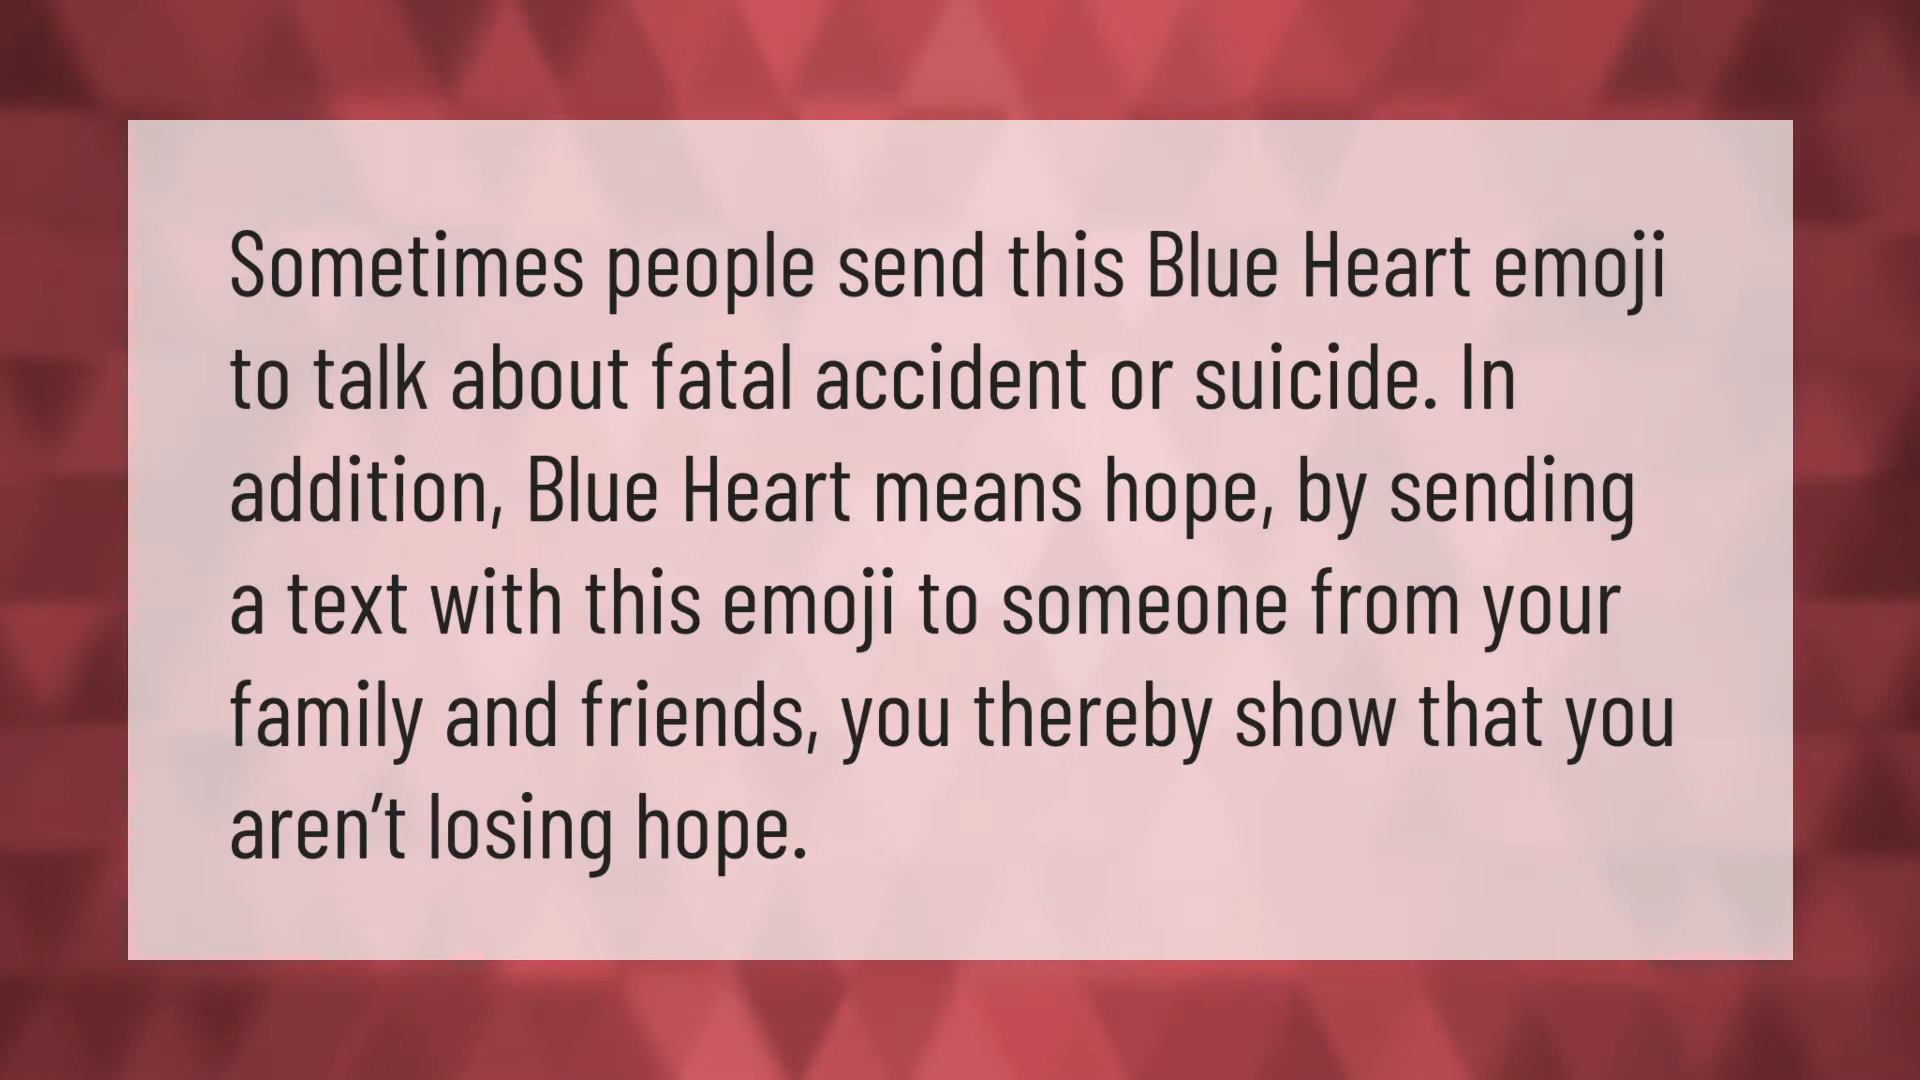 Sometimes people send this Blue Heart emoji
to talk about fatal accident or suicide. In
addition, Blue Heart means hope, by sending
a text with this emoji to someone from your
family and friends, you thereby show that you
aren’t losing hope.